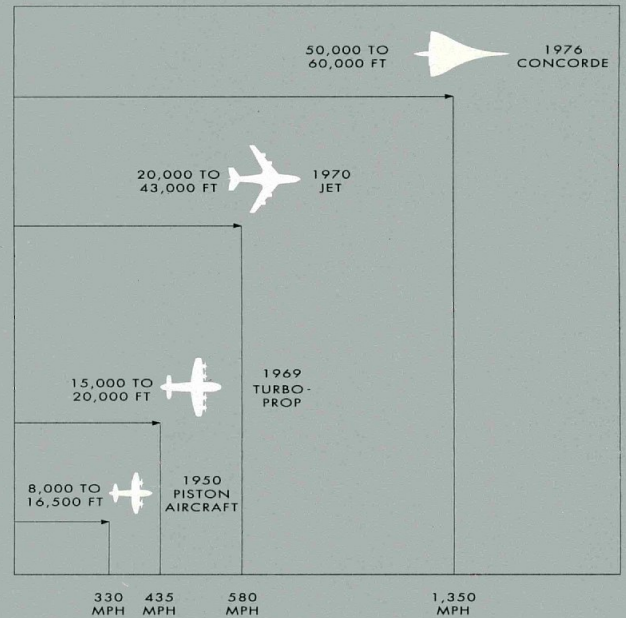 50,000 TO
60,000 FT
1976
CONCORDE
20,000 TO
43,000 FT
1970
JET
15,000 TO
20,000 FT
1969
TURBO-
PROP
8,000 TO
16,500 FT
1950
PISTON
AIRCRAFT
330
MPH
435
MPH
580
MPH
1,350
MPH